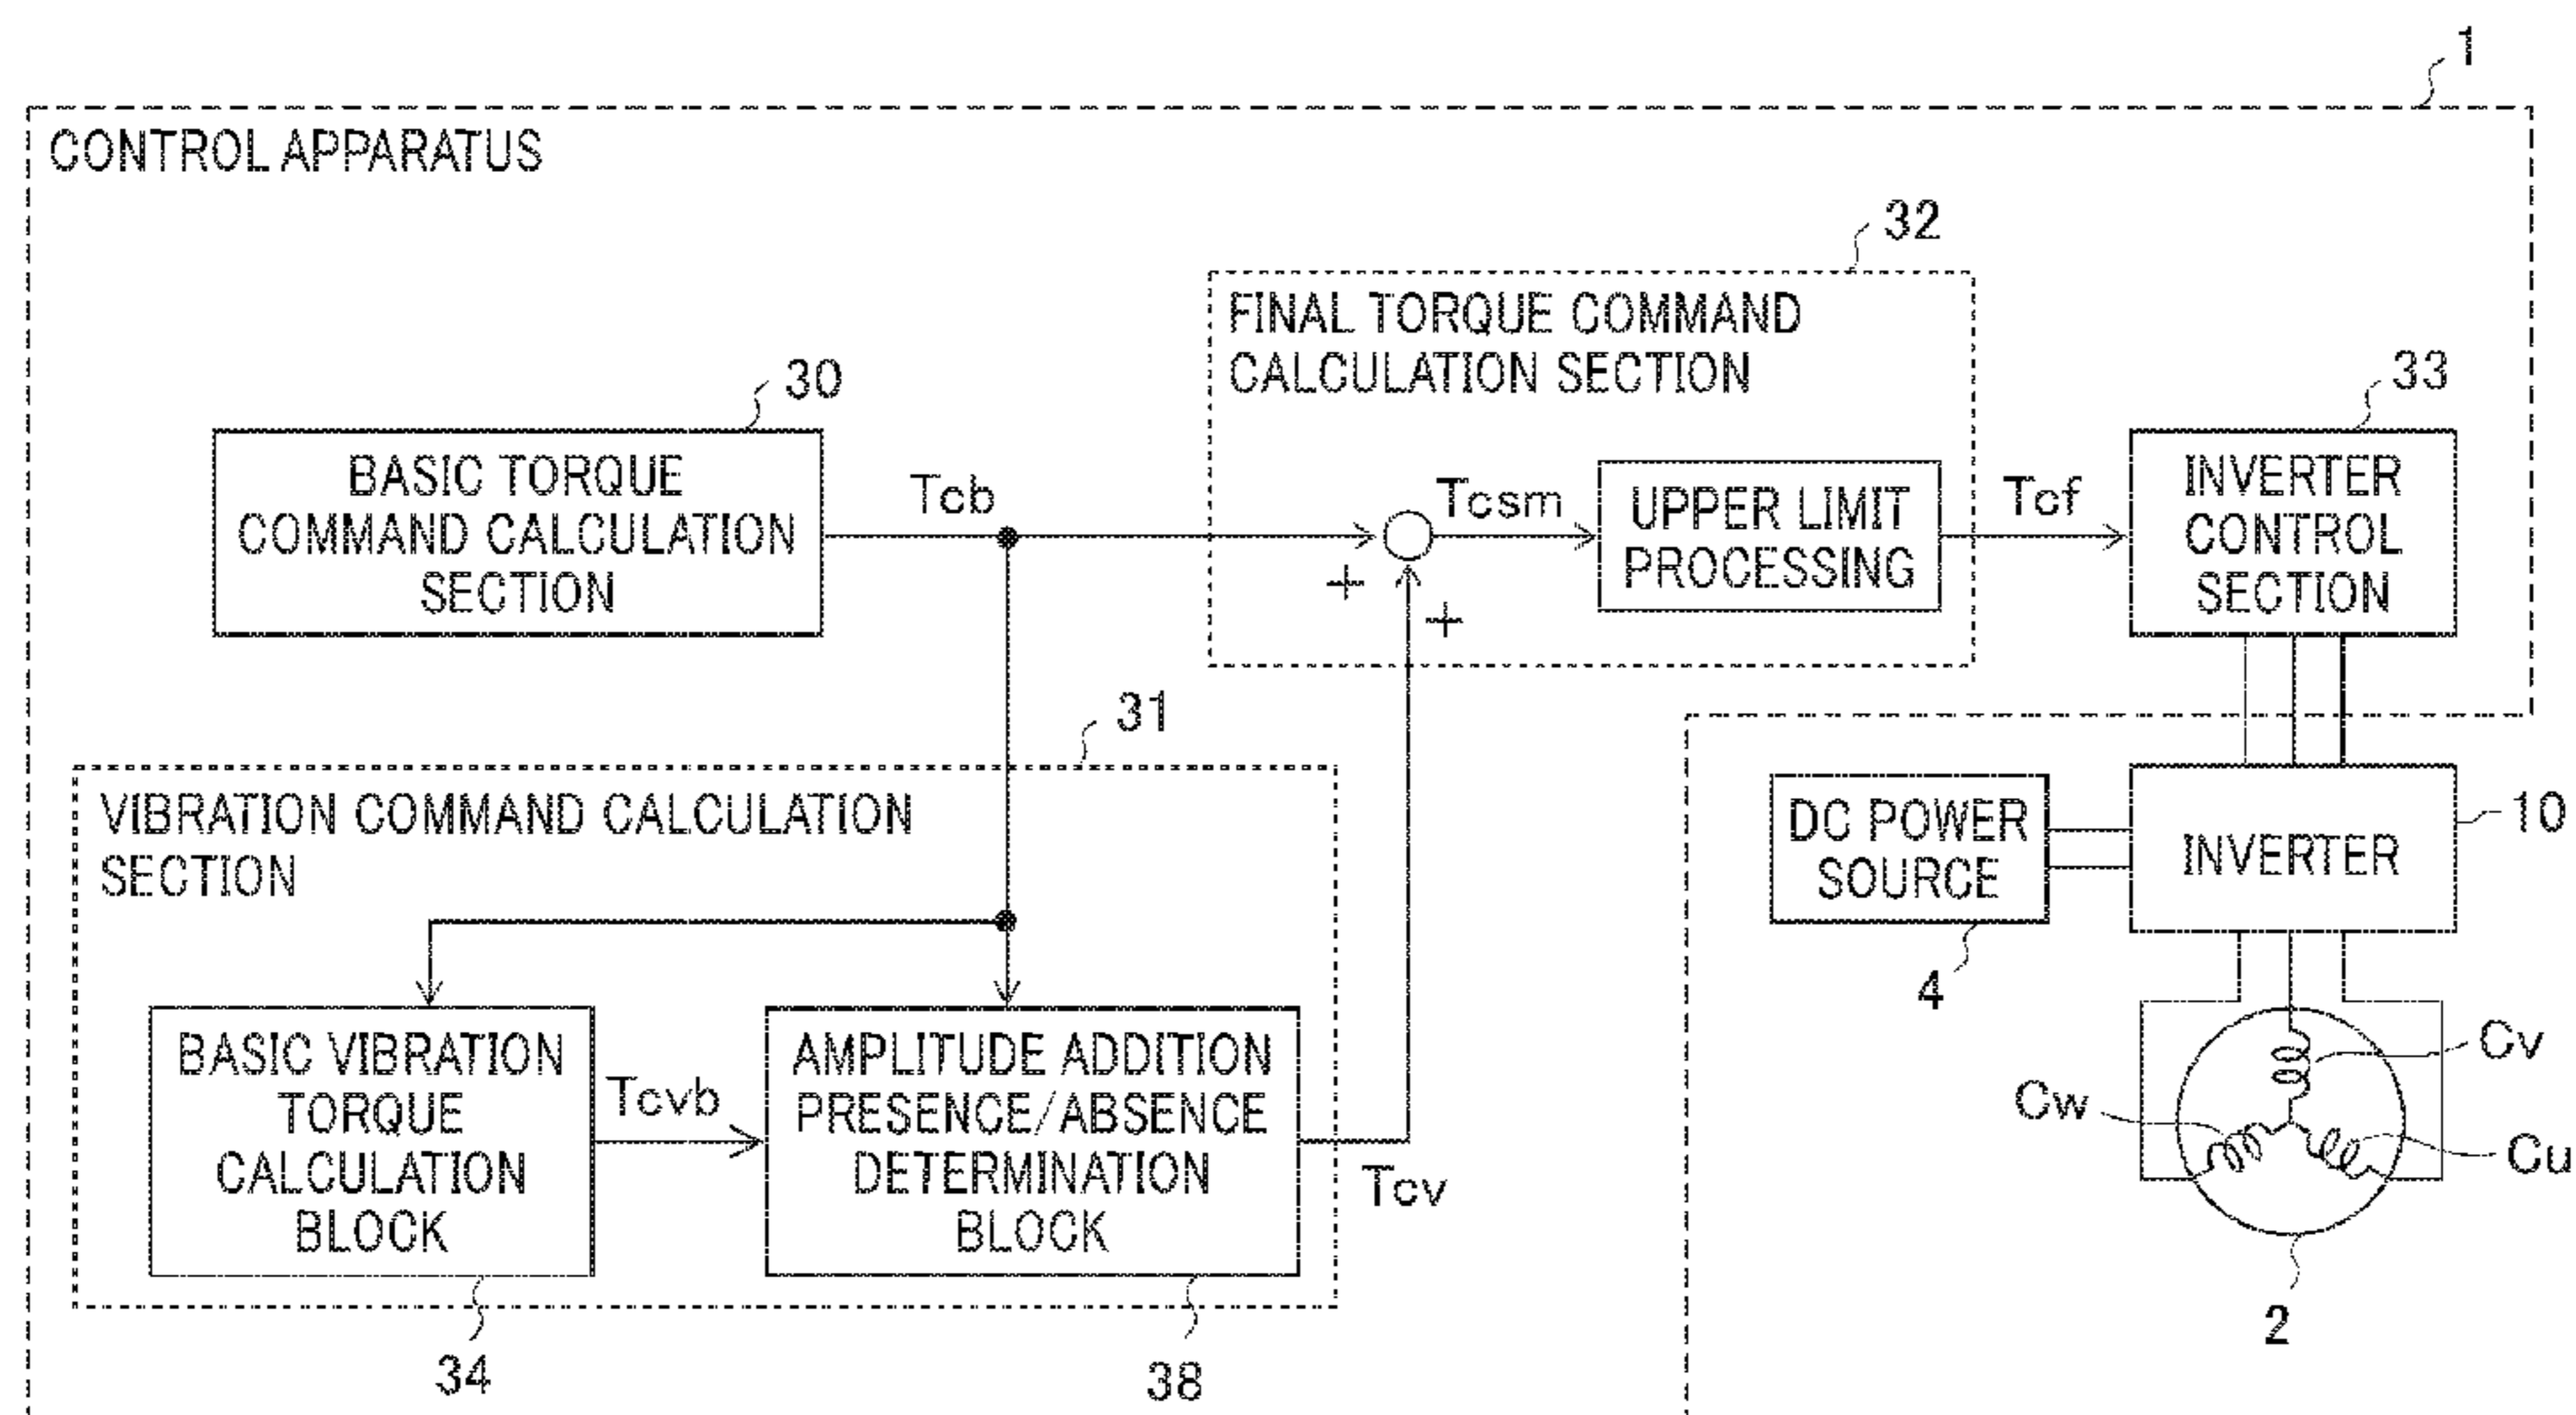 1
CONTROL APPARATUS
32
FINAL TORQUE COMMAND
CALCULATION SECTION
30
33
BASIC TORQUE
COMMAND CALCULATION
SECTION
Tcb
Tcsm
UPPER LIMIT
PROCESSING
Tcf
INVERTER
CONTROL
SECTION
+
+
31
VIBRATION COMMAND CALCULATION
SECTION
DC POWER
SOURCE
INVERTER
10
4
BASIC VIBRATION
TORQUE
CALCULATION
BLOCK
Tcvb
AMPLITUDE ADDITION
PRESENCE/ABSENCE
DETERMINATION
BLOCK
Tcv
Cv
Cw
Cu
2
34
38